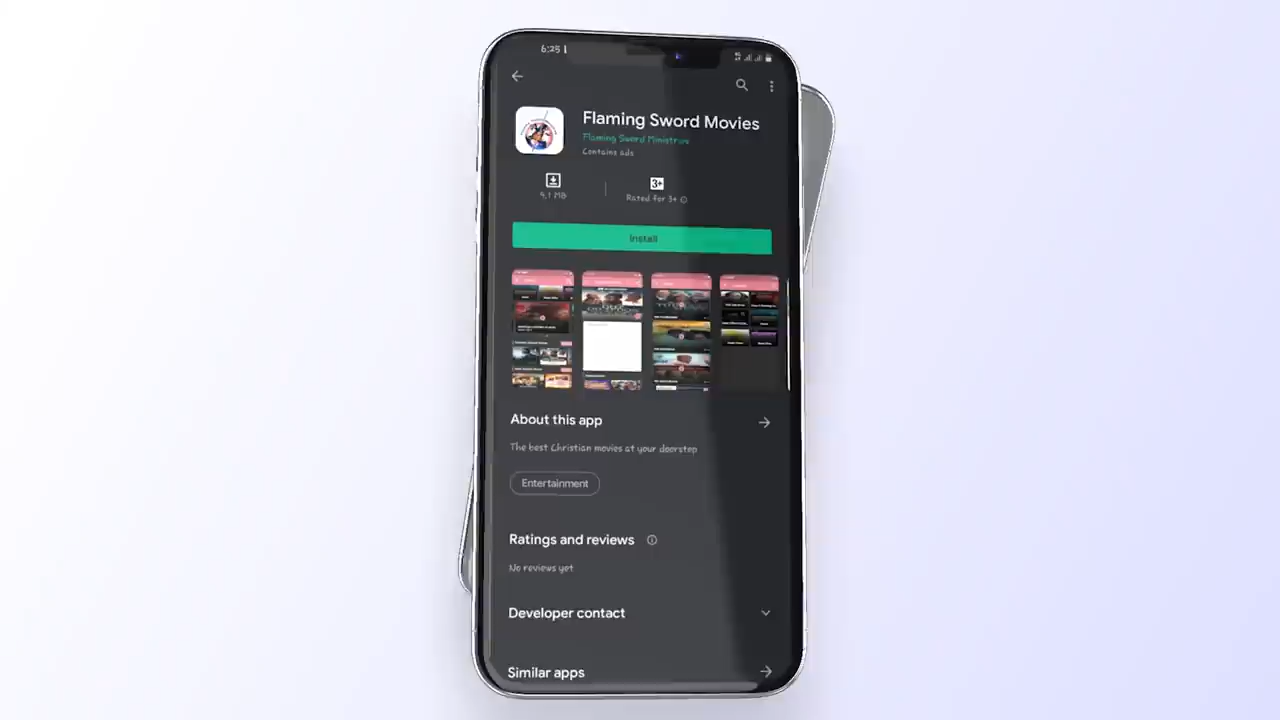 6:25
Flaming Sword Movies
Flaming Sword Ministries
Contains ads
3+
Rated for 3+
Install
About this app
The best Christian movies at your doorstep
Entertainment
Ratings and reviews
No reviews yet
Developer contact
Similar apps